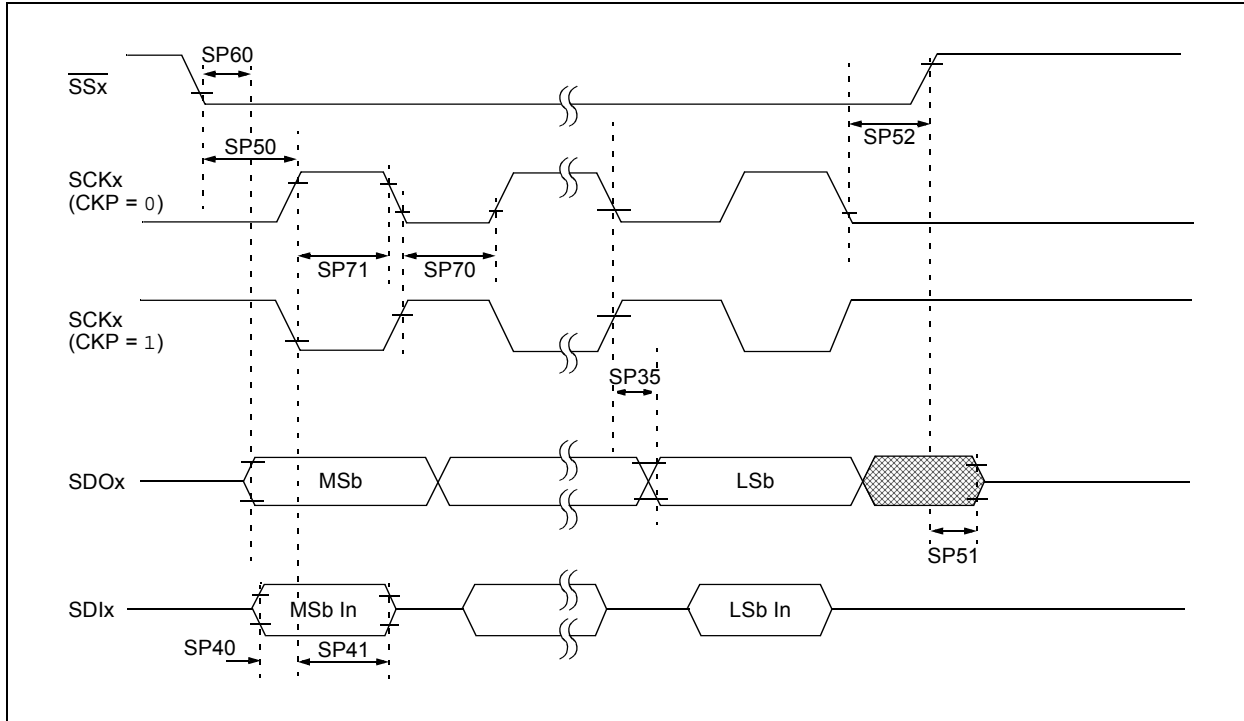 SP60
SSx
SP52
SP50
SCKx
(CKP = 0)
SP71
SP70
SCKx
(CKP = 1)
SP35
SDOx
MSb
LSb
SP51
SDIx
MSb In
LSb In
SP40
SP41